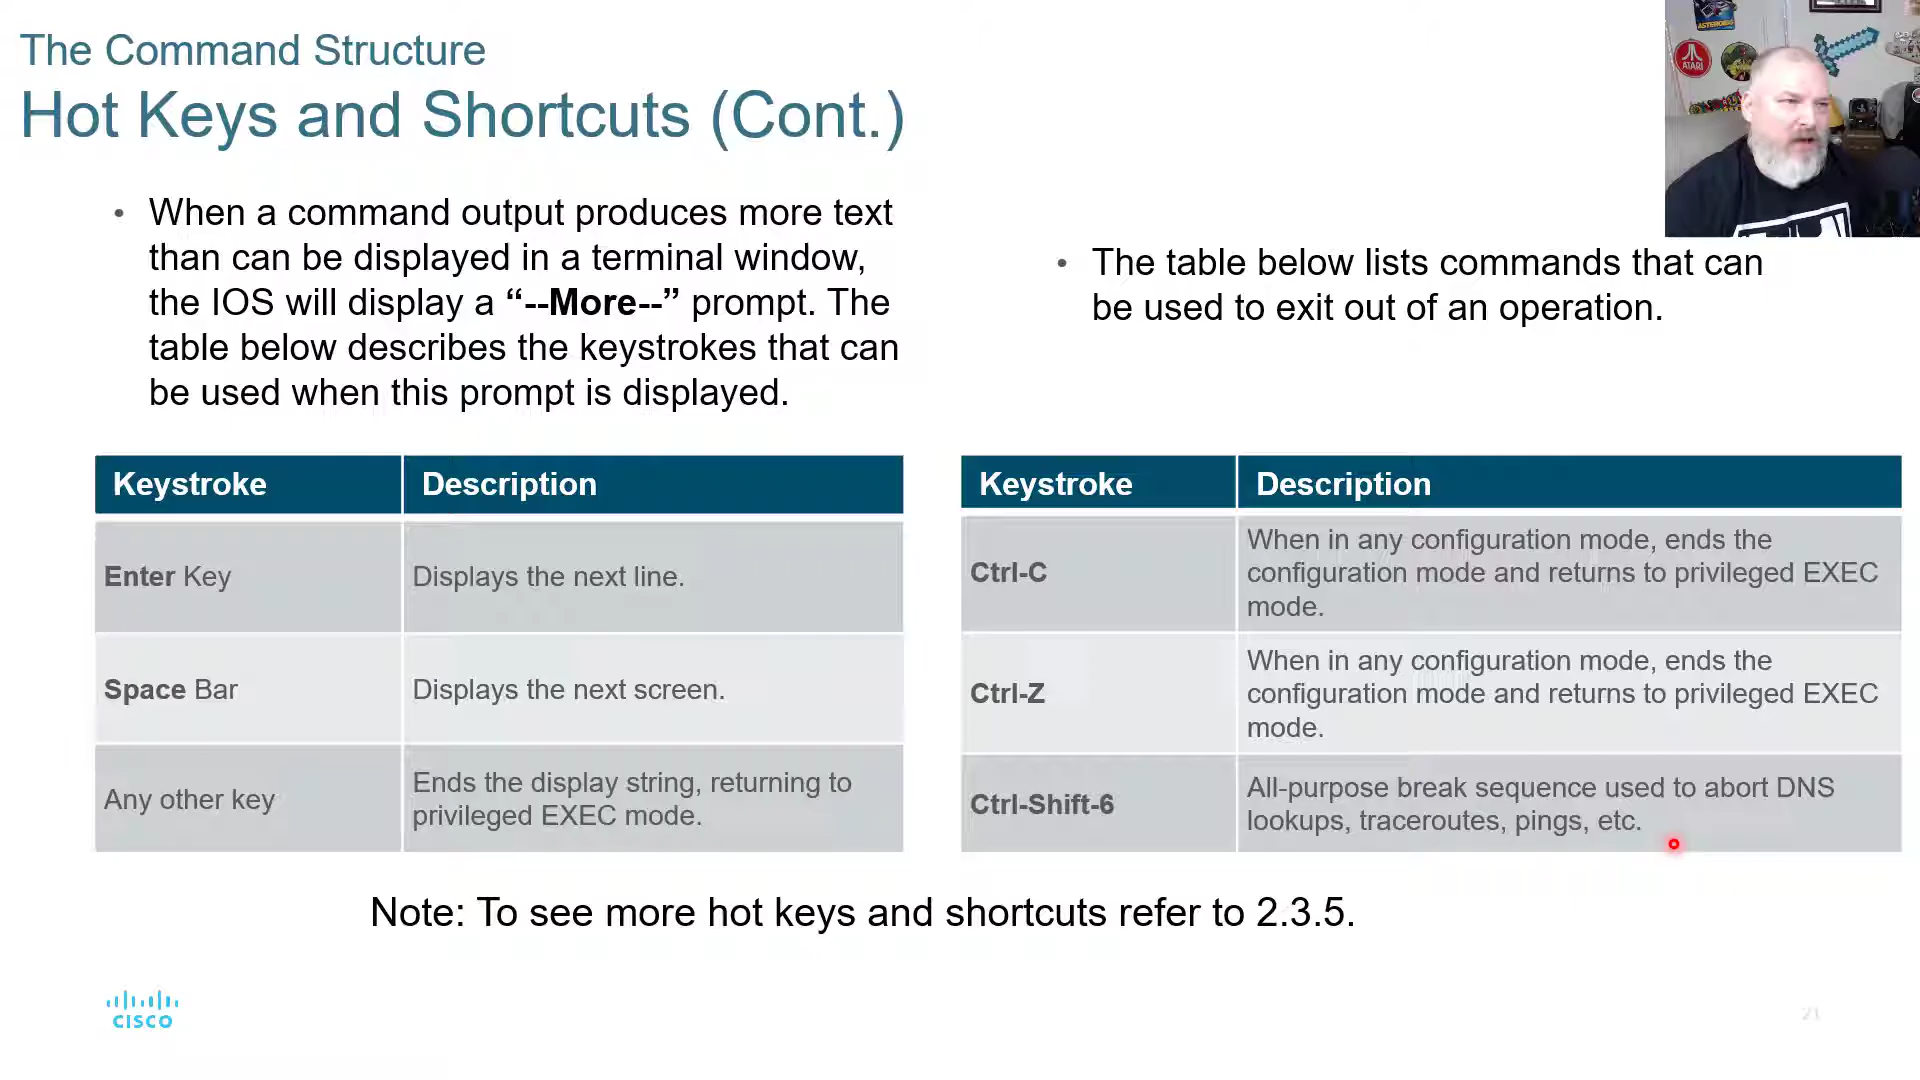 The Command Structure
Hot Keys and Shortcuts (Cont.)
• When a command output produces more text
than can be displayed in a terminal window,
the IOS will display a “--More--” prompt. The
table below describes the keystrokes that can
be used when this prompt is displayed.
Keystroke Description
Enter Key Displays the next line.
Space Bar Displays the next screen.
Any other key Ends the display string, returning to
privileged EXEC mode.
• The table below lists commands that can
be used to exit out of an operation.
Keystroke Description
Ctrl-C When in any configuration mode, ends the
configuration mode and returns to privileged EXEC
mode.
Ctrl-Z When in any configuration mode, ends the
configuration mode and returns to privileged EXEC
mode.
Ctrl-Shift-6 All-purpose break sequence used to abort DNS
lookups, traceroutes, pings, etc.
Note: To see more hot keys and shortcuts refer to 2.3.5.
CISCO
21
ASTEROIDS
ATARI